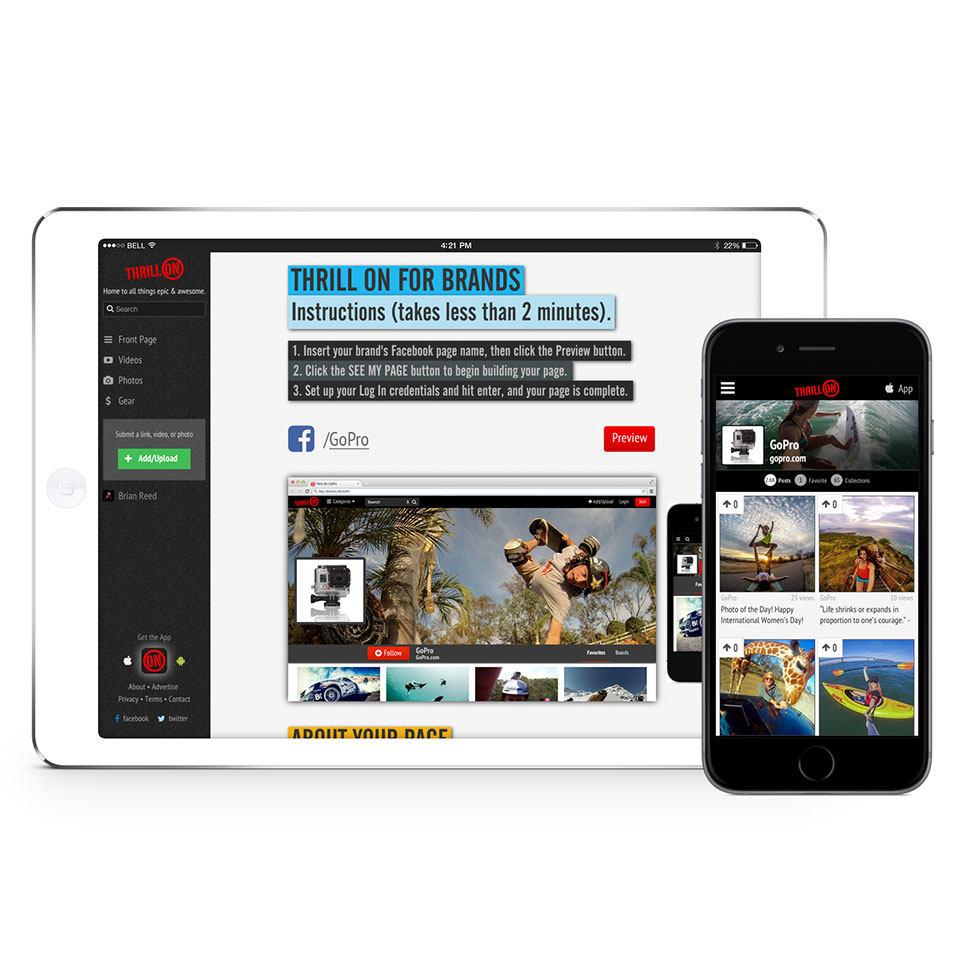 BELL
4:21 PM
22%
THRILL ON
Home to all things epic & awesome.
Search
Front Page
Videos
Photos
$ Gear
Submit a link, video, or photo
+ Add/Upload
Brian Reed
Get the App
ON
About • Advertise
Privacy • Terms • Contact
facebook
twitter
THRILL ON FOR BRANDS
Instructions (takes less than 2 minutes).
1. Insert your brand's Facebook page name, then click the Preview button.
2. Click the SEE MY PAGE button to begin building your page.
3. Set up your Log In credentials and hit enter, and your page is complete.
/GoPro
Preview
THRILL ON
Categories
Search
+ Add/Upload
Login
Follow
GoPro
GoPro.com
Favorites
Boards
ABOUT YOUR PAGE
THRILL ON
App
GoPro
gopro.com
2.6K Posts
1 Favorite
65 Collections
0
0
GoPro
23 views
Photo of the Day! Happy
International Women's Day!
GoPro
10 views
"Life shrinks or expands in
proportion to one's courage." -
0
0